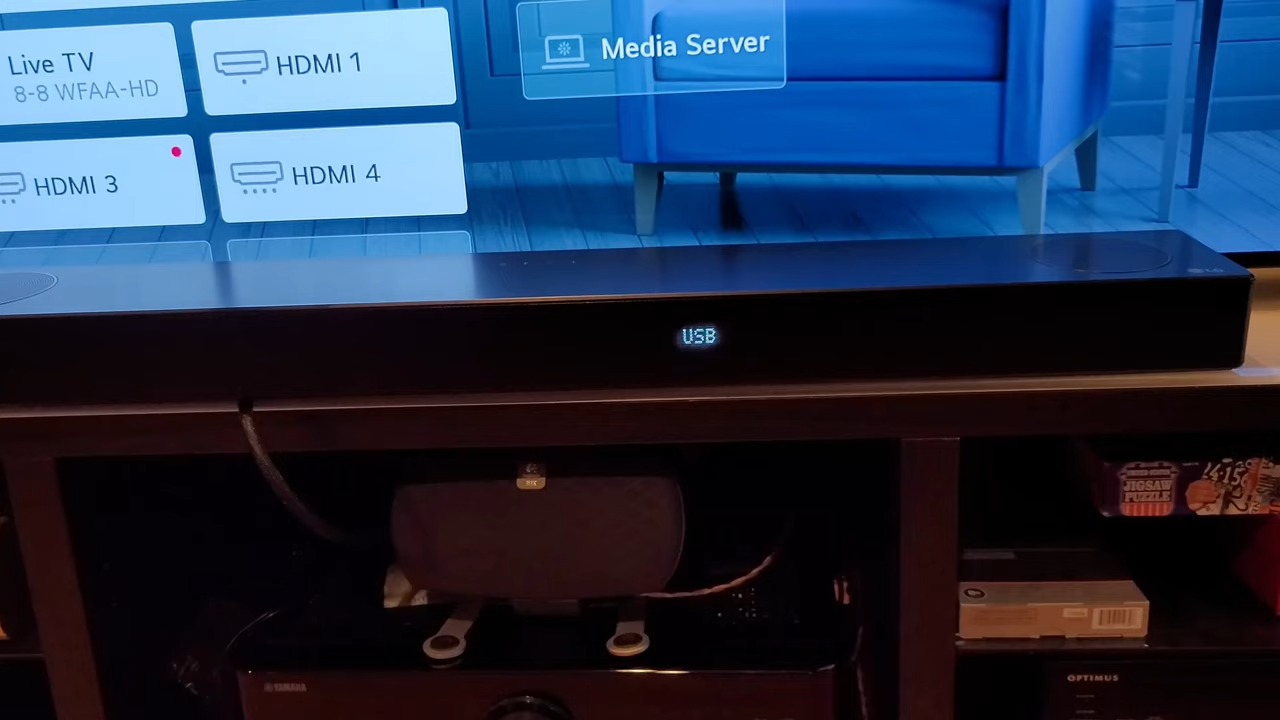 Live TV
8-8 WFAA-HD
HDMI 1
Media Server
HDMI 3
HDMI 4
LG
USB
JIGSAW
PUZZLE
YAMAHA
OPTIMUS